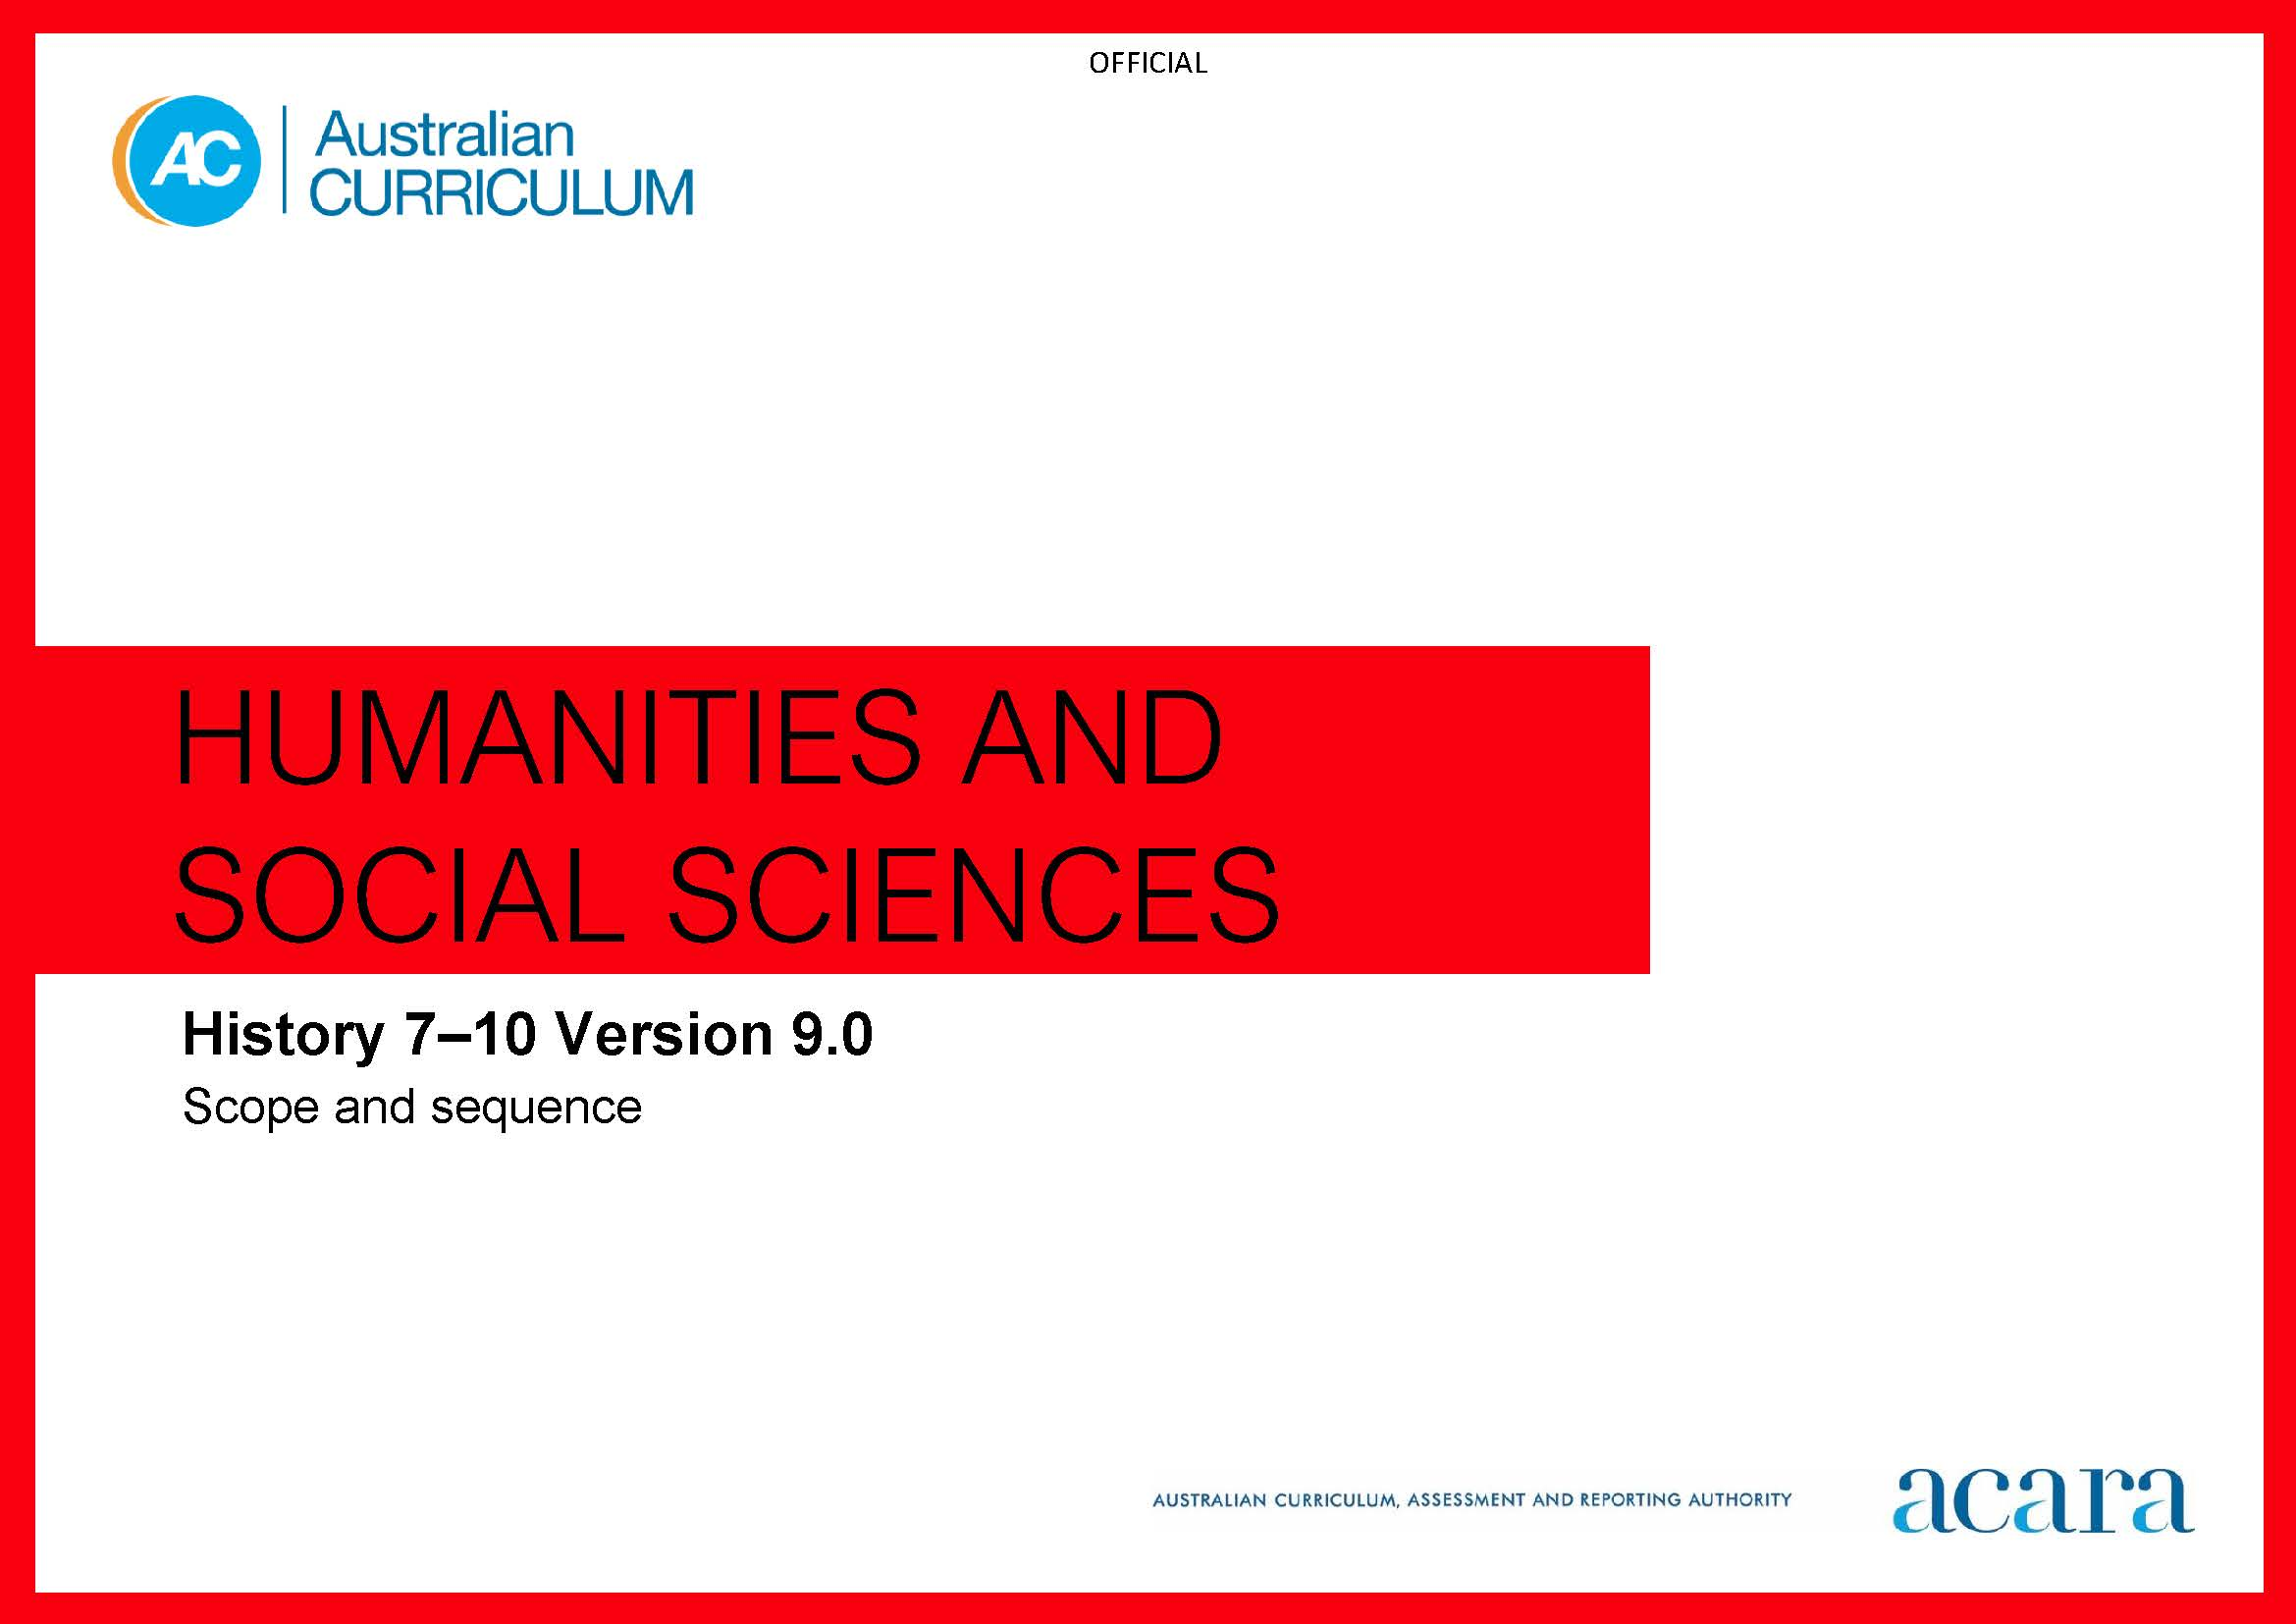 OFFICIAL
AC
Australian
CURRICULUM
HUMANITIES AND
SOCIAL SCIENCES
History 7–10 Version 9.0
Scope and sequence
AUSTRALIAN CURRICULUM, ASSESSMENT AND REPORTING AUTHORITY
acara